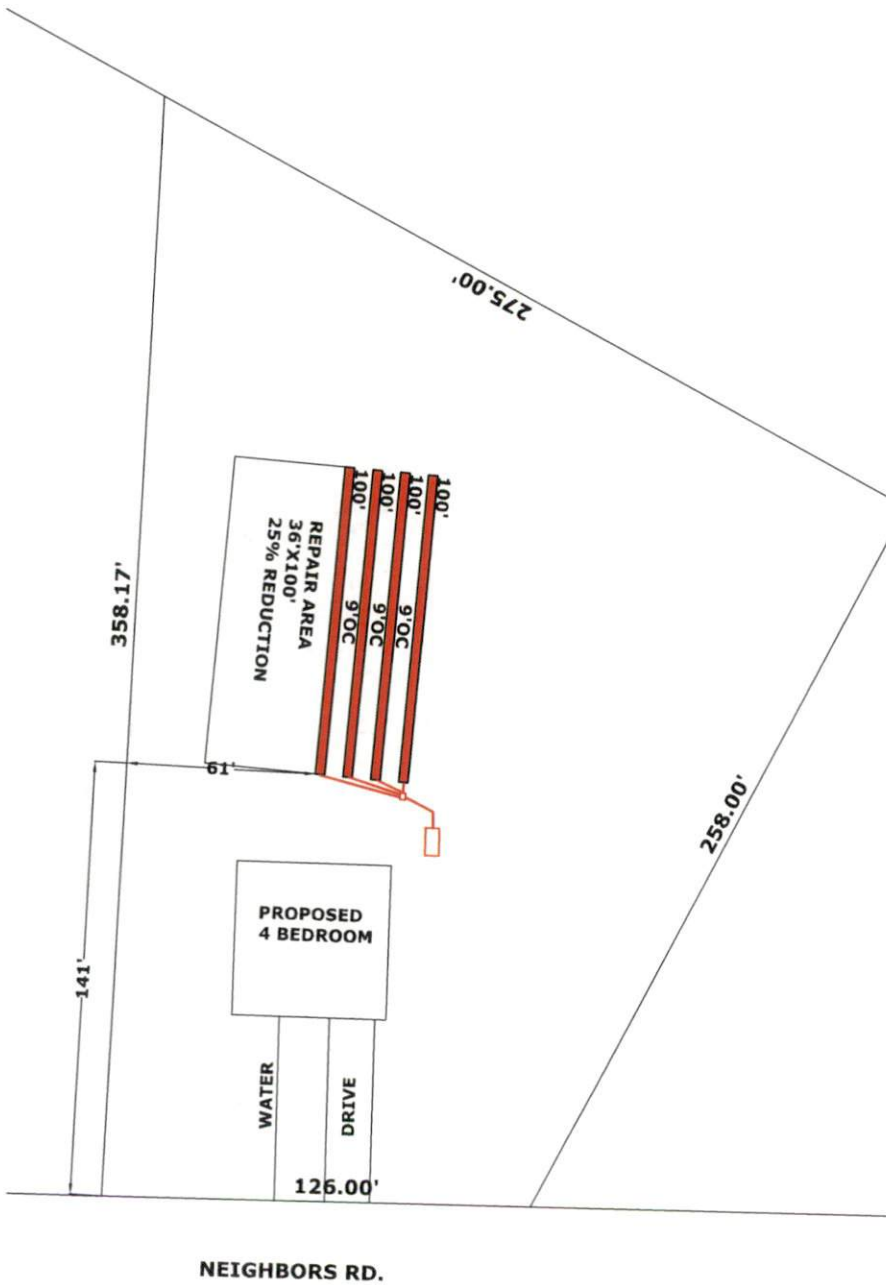 275.00'
100'
100'
100'
100'
REPAIR AREA
36'X100'
25% REDUCTION
9'OC
9'OC
9'OC
358.17'
61'
258.00'
PROPOSED
4 BEDROOM
141'
WATER
DRIVE
126.00'
NEIGHBORS RD.